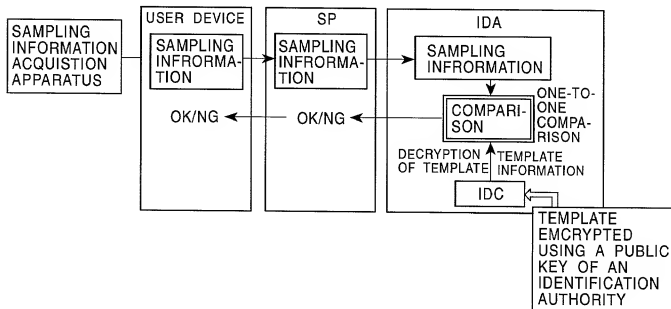 USER DEVICE
SP
IDA
SAMPLING
INFORMATION
ACQUISTION
APPARATUS
SAMPLING
INFRORMA-
TION
SAMPLING
INFRORMA-
TION
SAMPLING
INFRORMATION
OK/NG
OK/NG
COMPARI-
SON
ONE-TO-
ONE
COMPA-
RISON
DECRYPTION
OF TEMPLATE
TEMPLATE
INFORMATION
IDC
TEMPLATE
EMCRYPTED
USING A PUBLIC
KEY OF AN
IDENTIFICATION
AUTHORITY